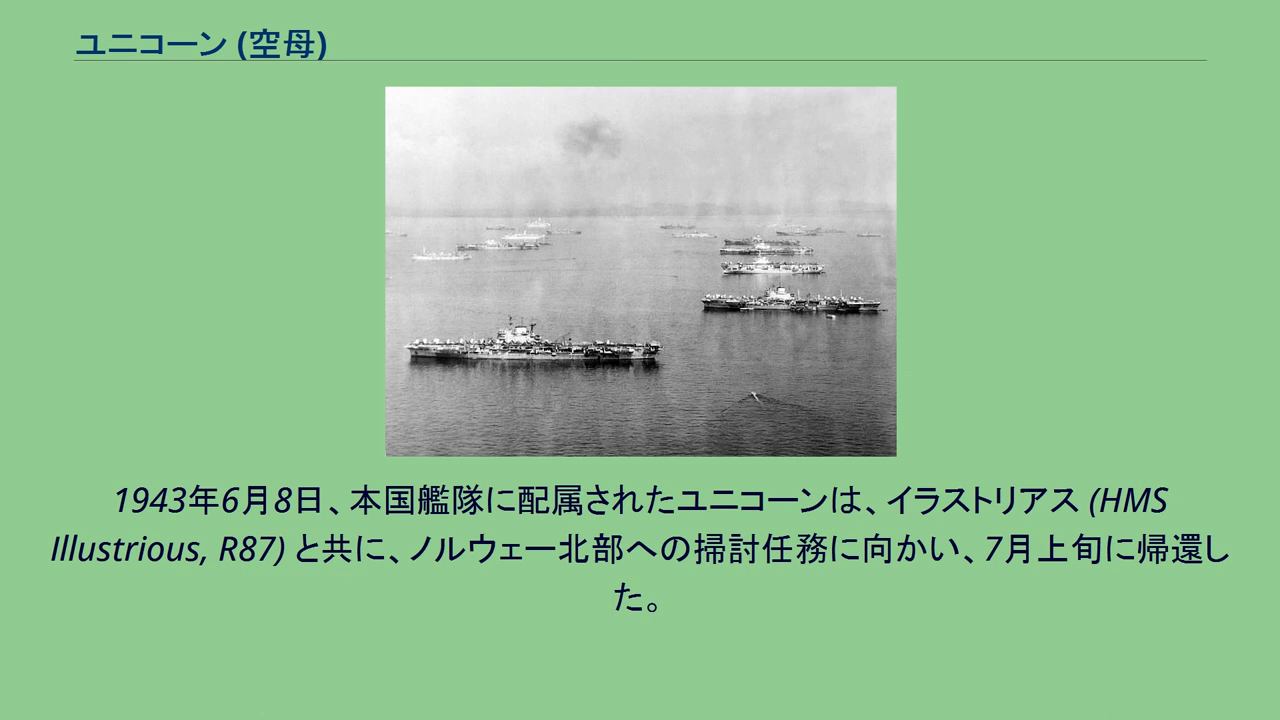 ユニコーン (空母)
1943年6月8日、本国艦隊に配属されたユニコーンは、イラストリアス (HMS
Illustrious, R87) と共に、ノルウェー北部への掃討任務に向かい、7月上旬に帰還し
た。